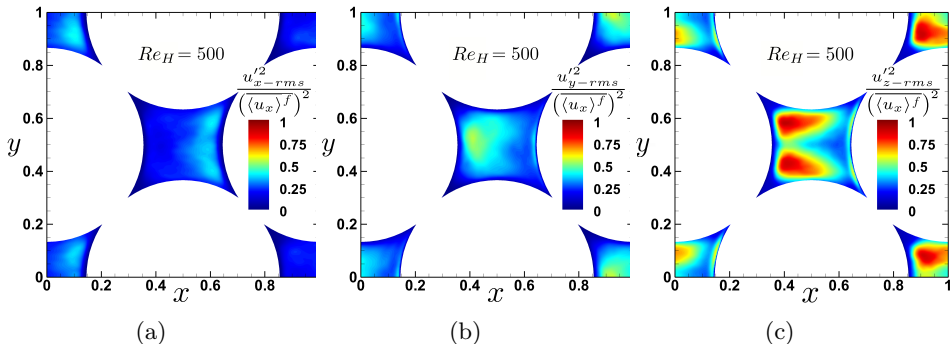 1
0.8
0.6
0.4
0.2
0
y
0 0.2 0.4 0.6 0.8
x
Re_H = 500
u'^2_{x-rms} / (\overline{⟨u_x⟩^f})^2
1
0.75
0.5
0.25
0
(a)
1
0.8
0.6
0.4
0.2
0
y
0 0.2 0.4 0.6 0.8
x
Re_H = 500
u'^2_{y-rms} / (\overline{⟨u_x⟩^f})^2
1
0.75
0.5
0.25
0
(b)
1
0.8
0.6
0.4
0.2
0
y
0 0.2 0.4 0.6 0.8 1
x
Re_H = 500
u'^2_{z-rms} / (\overline{⟨u_x⟩^f})^2
1
0.75
0.5
0.25
0
(c)